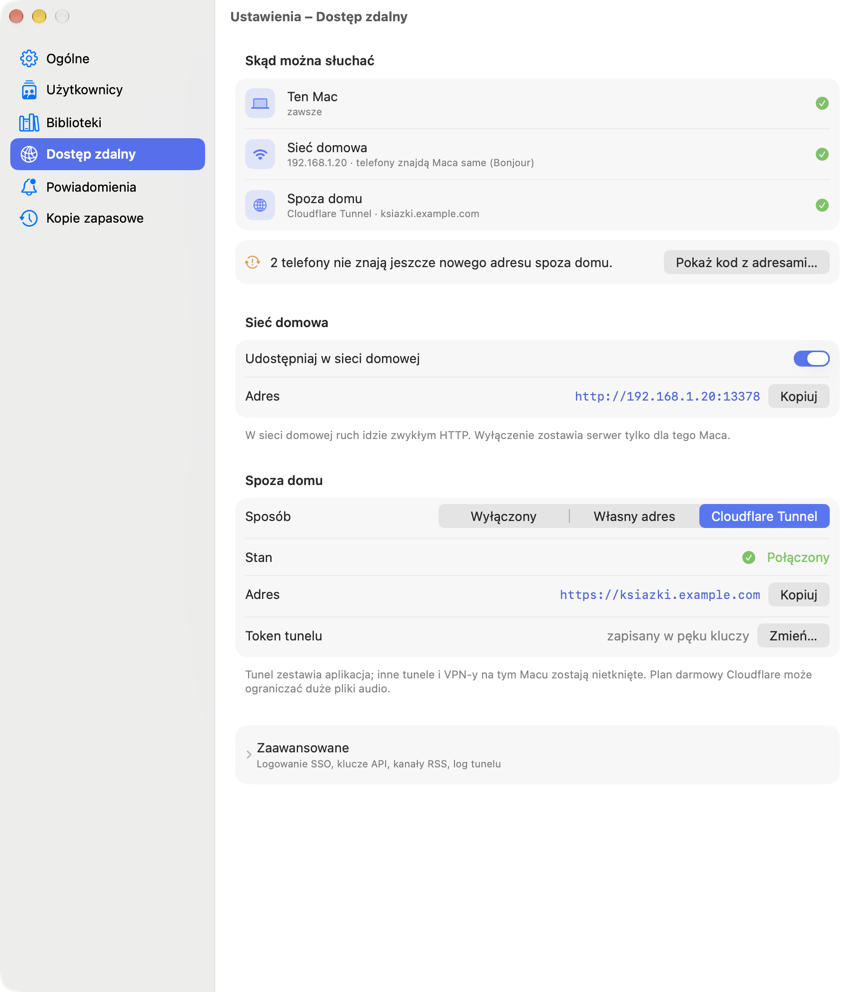 Ustawienia – Dostęp zdalny
Ogólne
Użytkownicy
Biblioteki
Dostęp zdalny
Powiadomienia
Kopie zapasowe
Skąd można słuchać
Ten Mac
zawsze
Sieć domowa
192.168.1.20 · telefony znajdą Maca same (Bonjour)
Spoza domu
Cloudflare Tunnel · ksiazki.example.com
2 telefony nie znają jeszcze nowego adresu spoza domu.
Pokaż kod z adresami...
Sieć domowa
Udostępniaj w sieci domowej
Adres
http://192.168.1.20:13378
Kopiuj
W sieci domowej ruch idzie zwykłym HTTP. Wyłączenie zostawia serwer tylko dla tego Maca.
Spoza domu
Sposób
Wyłączony
Własny adres
Cloudflare Tunnel
Stan
Połączony
Adres
https://ksiazki.example.com
Kopiuj
Token tunelu
zapisany w pęku kluczy
Zmień...
Tunel zestawia aplikacja; inne tunele i VPN-y na tym Macu zostają nietknięte. Plan darmowy Cloudflare może
ograniczać duże pliki audio.
Zaawansowane
Logowanie SSO, klucze API, kanały RSS, log tunelu